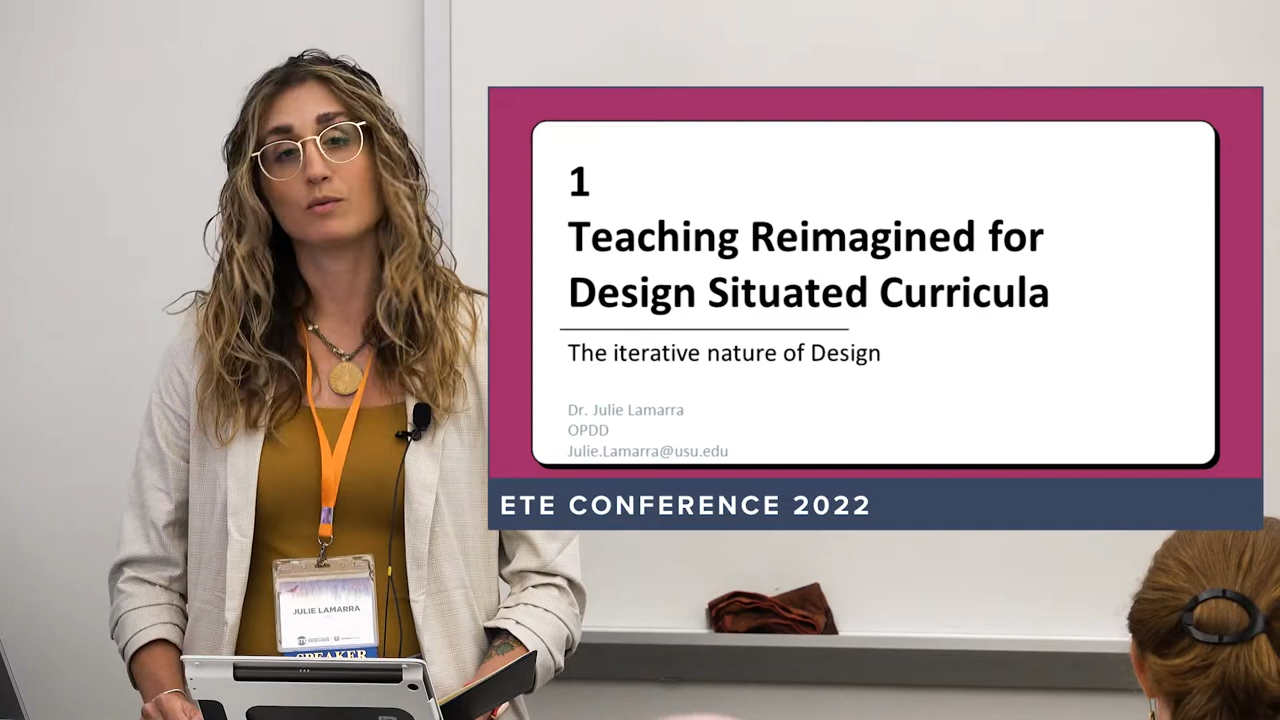 1
Teaching Reimagined for
Design Situated Curricula
The iterative nature of Design
Dr. Julie Lamarra
OPDD
Julie.Lamarra@usu.edu
ETE CONFERENCE 2022
JULIE LAMARRA
SPEAKER